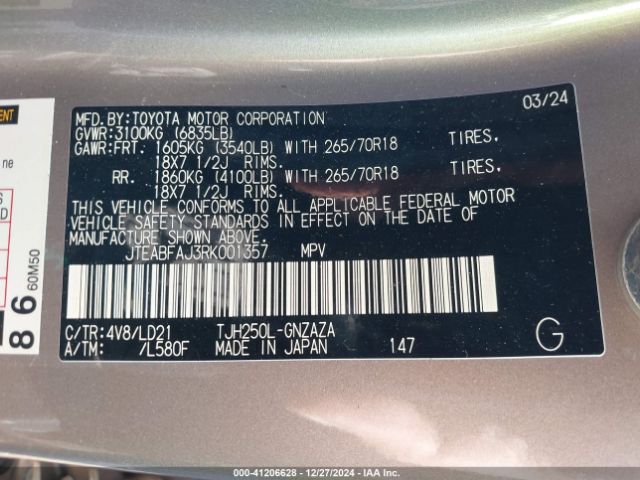 MFD.BY:TOYOTA MOTOR CORPORATION 03/24
GVWR:3100KG (6835LB)
GAWR:FRT. 1605KG (3540LB) WITH 265/70R18 TIRES.
18X7 1/2J RIMS.
RR. 1860KG (4100LB) WITH 265/70R18 TIRES.
18X7 1/2J RIMS.
THIS VEHICLE CONFORMS TO ALL APPLICABLE FEDERAL MOTOR
VEHICLE SAFETY STANDARDS IN EFFECT ON THE DATE OF
MANUFACTURE SHOWN ABOVE.
JTEABFAJ3RK001357 MPV
C/TR:4V8/LD21 TJH250L-GNZAZA
A/TM: /L580F MADE IN JAPAN 147 G
ne
60M50
86
000-41206628 - 12/27/2024 - IAA Inc.